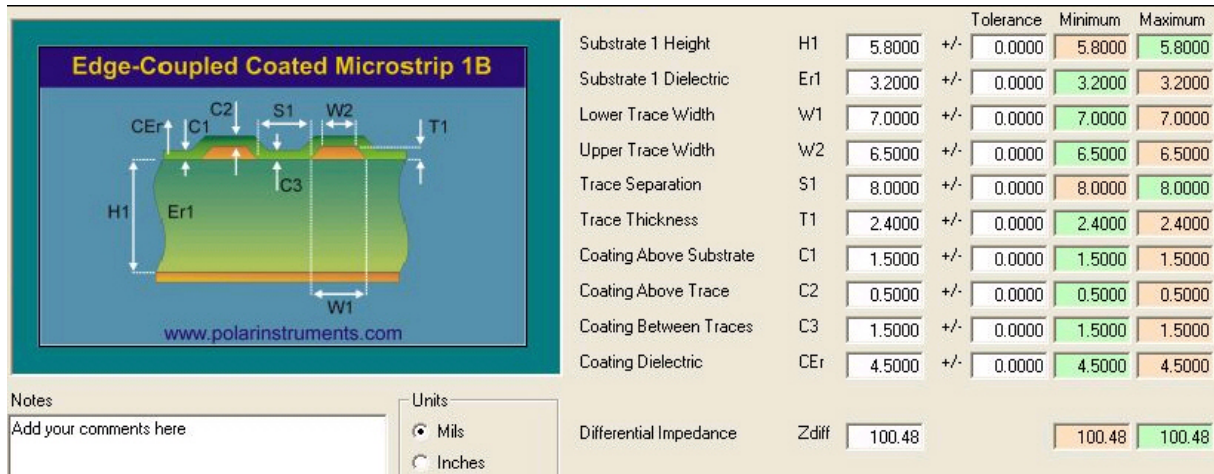 Tolerance Minimum Maximum
Edge-Coupled Coated Microstrip 1B
C2 S1 W2
CEr C1 T1
C3
H1 Er1
W1
www.polarinstruments.com
Substrate 1 Height H1 5.8000 +/- 0.0000 5.8000 5.8000
Substrate 1 Dielectric Er1 3.2000 +/- 0.0000 3.2000 3.2000
Lower Trace Width W1 7.0000 +/- 0.0000 7.0000 7.0000
Upper Trace Width W2 6.5000 +/- 0.0000 6.5000 6.5000
Trace Separation S1 8.0000 +/- 0.0000 8.0000 8.0000
Trace Thickness T1 2.4000 +/- 0.0000 2.4000 2.4000
Coating Above Substrate C1 1.5000 +/- 0.0000 1.5000 1.5000
Coating Above Trace C2 0.5000 +/- 0.0000 0.5000 0.5000
Coating Between Traces C3 1.5000 +/- 0.0000 1.5000 1.5000
Coating Dielectric CEr 4.5000 +/- 0.0000 4.5000 4.5000
Notes
Add your comments here
Units
Mils
Inches
Differential Impedance Zdiff 100.48 100.48 100.48